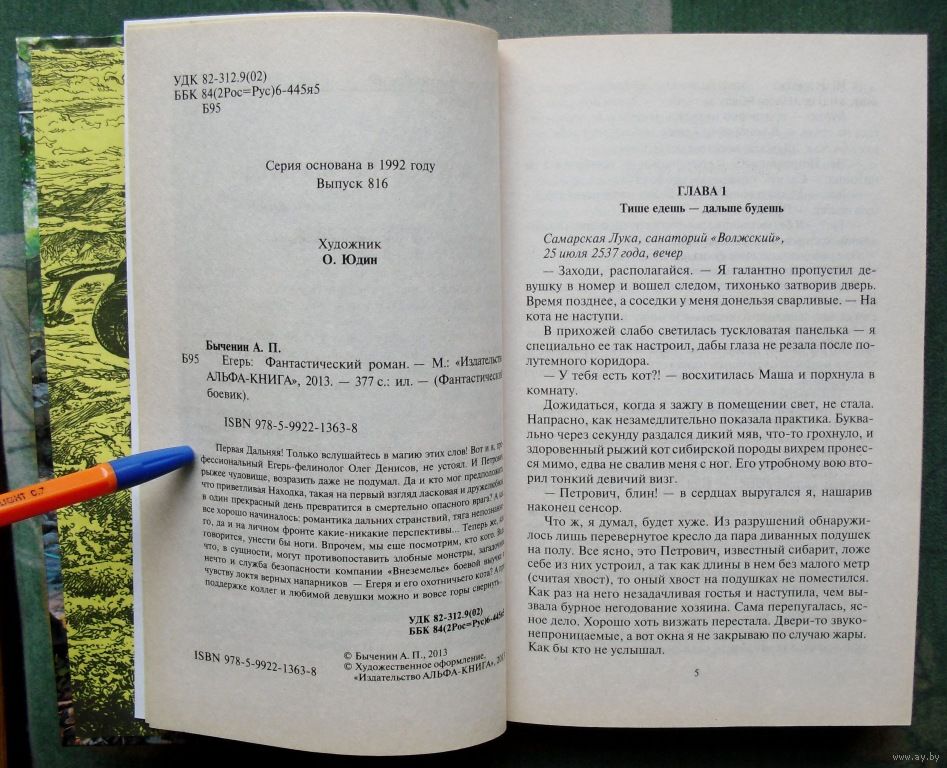 УДК 82-312.9(02)
ББК 84(2Рос=Рус)6-445я5
Б95
Серия основана в 1992 году
Выпуск 816
Художник
О. Юдин
Быченин А. П.
Б95 Егерь: Фантастический роман. — М.: «Издательство
АЛЬФА-КНИГА», 2013. — 377 с.: ил. — (Фантастический
боевик).
ISBN 978-5-9922-1363-8
Первая Дальняя! Только вслушайтесь в магию этих слов! Вот и я,
фессиональный Егерь-фелинолог Олег Денисов, не устоял. И Петрович,
рыжее чудовище, возразить даже не подумал. Да и кто мог предположить,
что приветливая Находка, такая на первый взгляд ласковая и дружелюбная,
в один прекрасный день превратится в смертельно опасного врага? А
все хорошо начиналось: романтика дальних странствий, тяга
го, да и на личном фронте какие-никакие перспективы... Теперь же,
говорится, унести бы ноги. Впрочем, мы еще посмотрим, кто кого.
что, в сущности, могут противопоставить злобные монстры,
нечто и служба безопасности компании «Внеземелье» боевой выучке и
чувству локтя верных напарников — Егеря и его охотничьего кота? А
поддержке коллег и любимой девушки можно и вовсе горы свернуть...
УДК 82-312.9(02)
ББК 84(2Рос=Рус)6-445я5
ISBN 978-5-9922-1363-8
© Быченин А. П., 2013
© Художественное оформление,
«Издательство АЛЬФА-КНИГА»,
ГЛАВА 1
Тише едешь — дальше будешь
Самарская Лука, санаторий «Волжский»,
25 июля 2537 года, вечер
— Заходи, располагайся. — Я галантно пропустил де-
вушку в номер и вошел следом, тихонько затворив дверь.
Время позднее, а соседки у меня донельзя сварливые. — На
кота не наступи.
В прихожей слабо светилась тускловатая панелька — я
специально ее так настроил, дабы глаза не резала после по-
лутемного коридора.
— У тебя есть кот?! — восхитилась Маша и порхнула в
комнату.
Дожидаться, когда я зажгу в помещении свет, не стала.
Напрасно, как незамедлительно показала практика. Букв-
ально через секунду раздался дикий мяв, что-то грохнуло, и
здоровенный рыжий кот сибирской породы вихрем пронес-
ся мимо, едва не свалив меня с ног. Его утробному вою вто-
рил тонкий девичий визг.
— Петрович, блин! — в сердцах выругался я, нашарив
наконец сенсор.
Что ж, я думал, будет хуже. Из разрушений обнаружи-
лось лишь перевернутое кресло да пара диванных подушек
на полу. Все ясно, это Петрович, известный сибарит, ложе
себе из них устроил, а так как длины в нем без малого метр
(считая хвост), то оный хвост на подушках не поместился.
Как раз на него незадачливая гостья и наступила, чем вы-
звала бурное негодование хозяина. Сама перепугалась, яс-
ное дело. Хорошо хоть визжать перестала. Двери-то звуко-
непроницаемые, а вот окна я не закрываю по случаю жары.
Как бы кто не услышал.
5
LIGHT 0.7
www.ay.by